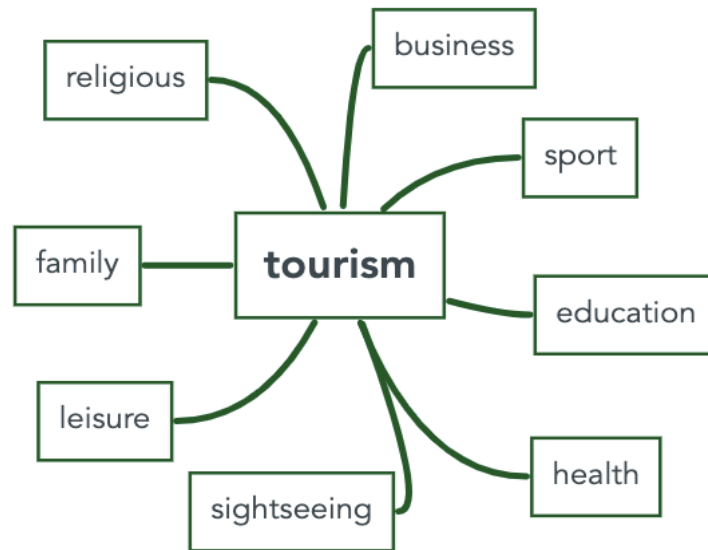 business
religious
sport
family
tourism
education
leisure
health
sightseeing